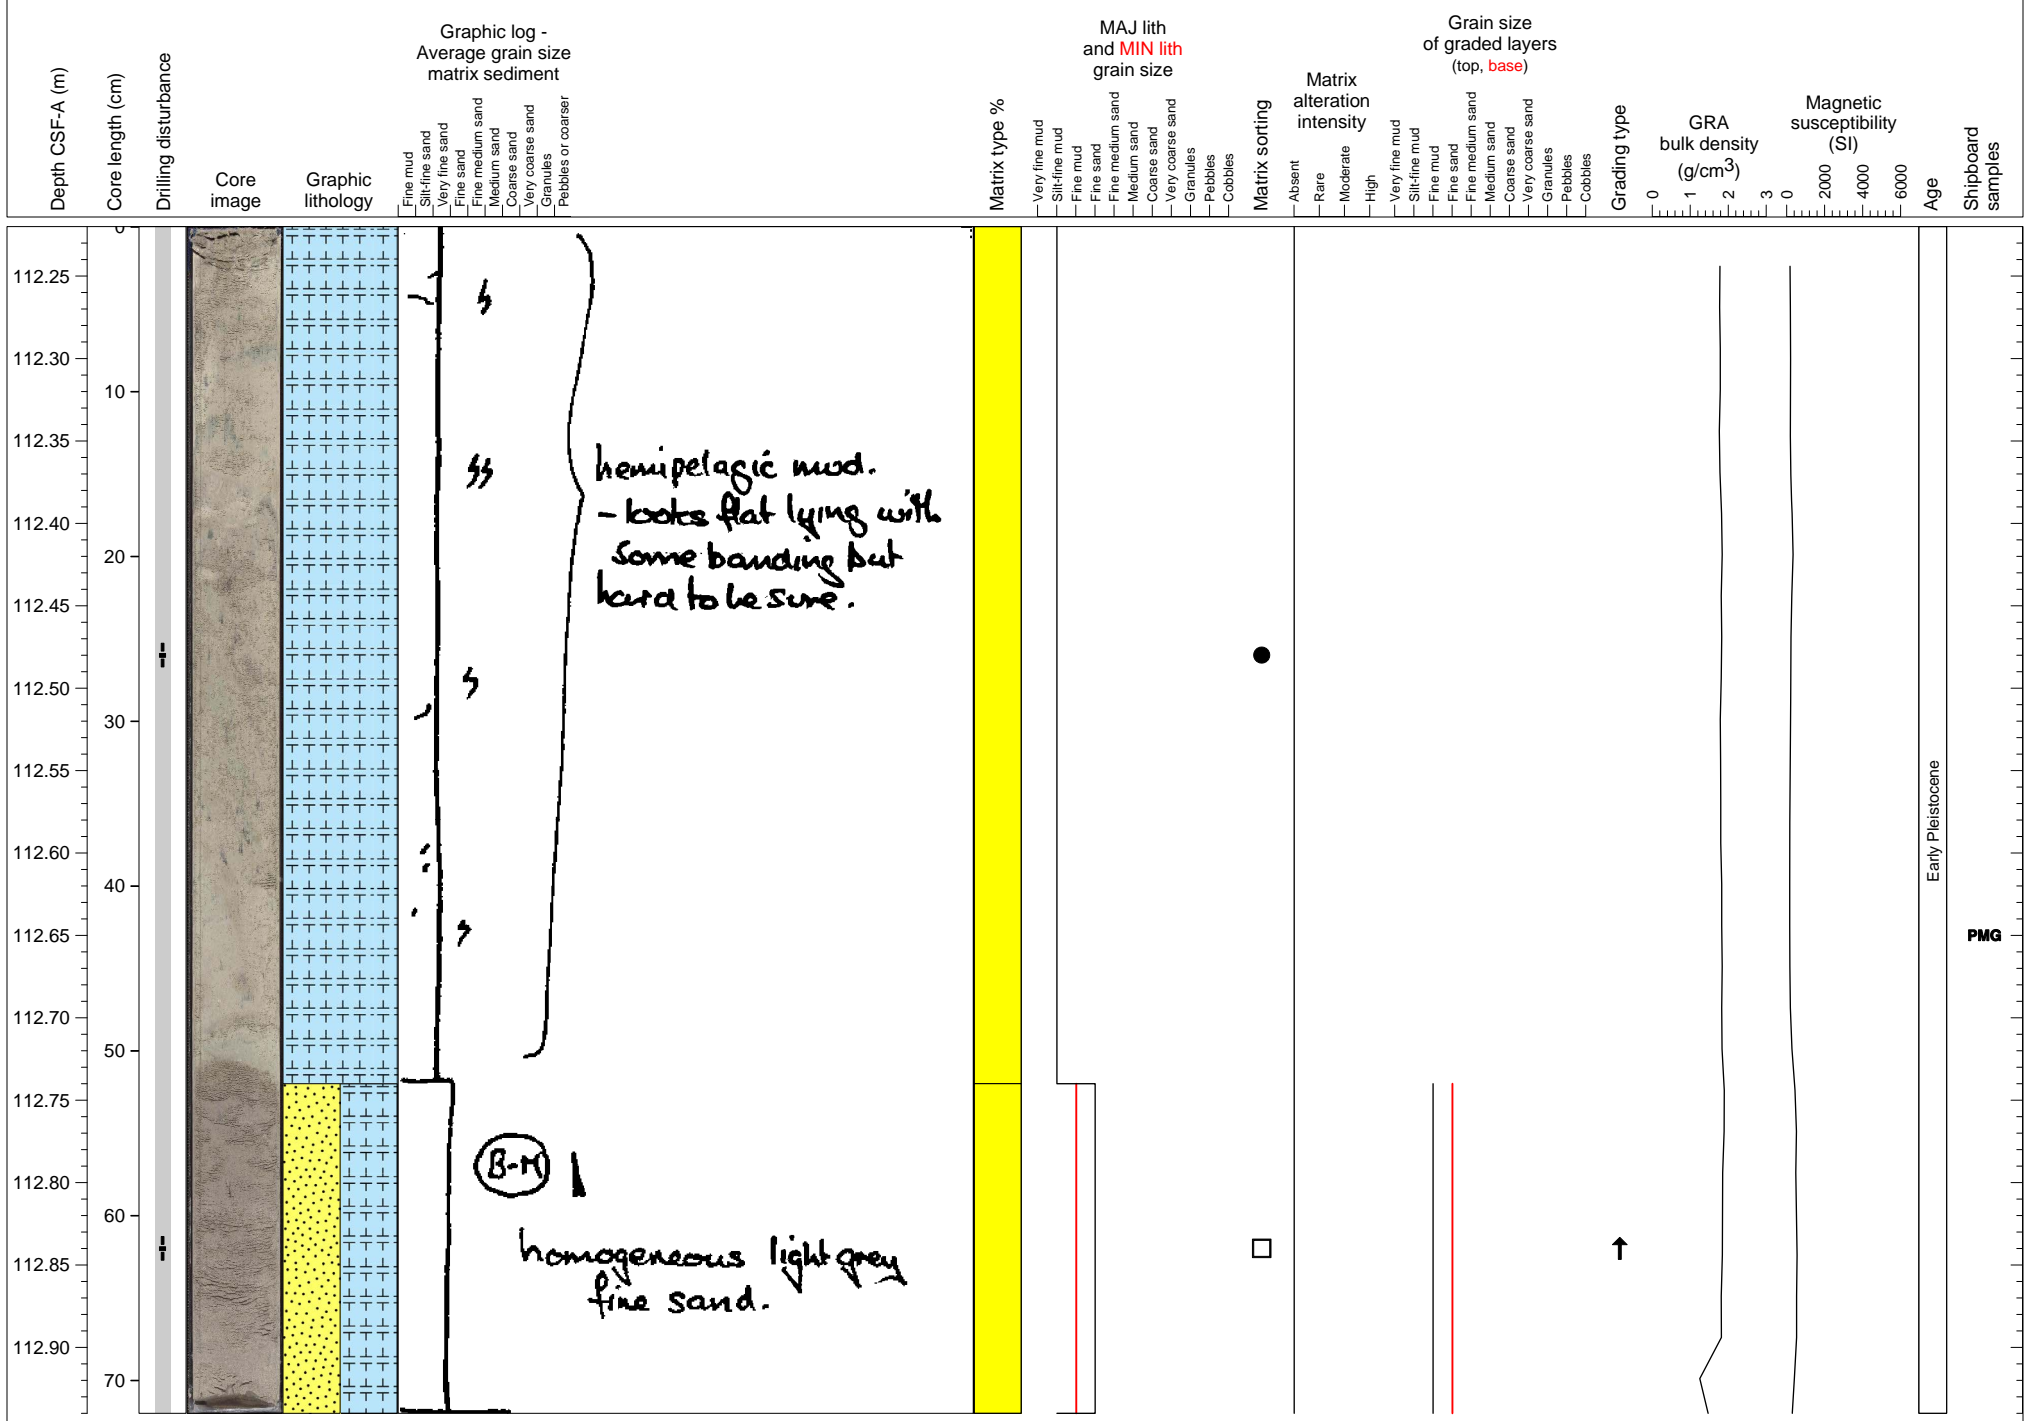 Depth CSF-A (m)
Core length (cm)
Drilling disturbance
Core
image
Graphic
lithology
Graphic log -
Average grain size
matrix sediment
Fine mud
Silt-fine sand
Very fine sand
Fine sand
Fine medium sand
Medium sand
Coarse sand
Very coarse sand
Granules
Pebbles or coarser
Matrix type %
MAJ lith
and MIN lith
grain size
Very fine mud
Silt-fine mud
Fine mud
Fine sand
Fine medium sand
Medium sand
Coarse sand
Very coarse sand
Granules
Pebbles
Cobbles
Matrix sorting
Matrix
alteration
intensity
Absent
Rare
Moderate
High
Grain size
of graded layers
(top, base)
Very fine mud
Silt-fine mud
Fine mud
Fine sand
Fine medium sand
Medium sand
Coarse sand
Very coarse sand
Granules
Pebbles
Cobbles
Grading type
GRA
bulk density
(g/cm3)
0 1 2 3
Magnetic
susceptibility
(SI)
0 2000 4000 6000
Age
Shipboard
samples
0
112.25
112.30
10
112.35
112.40
20
112.45
112.50
30
112.55
112.60
40
112.65
112.70
50
112.75
112.80
60
112.85
112.90
70
hemipelagic mud.
- looks flat lying with
some banding but
hard to be sure.
B-M
homogeneous light grey
fine sand.
Early Pleistocene
PMG